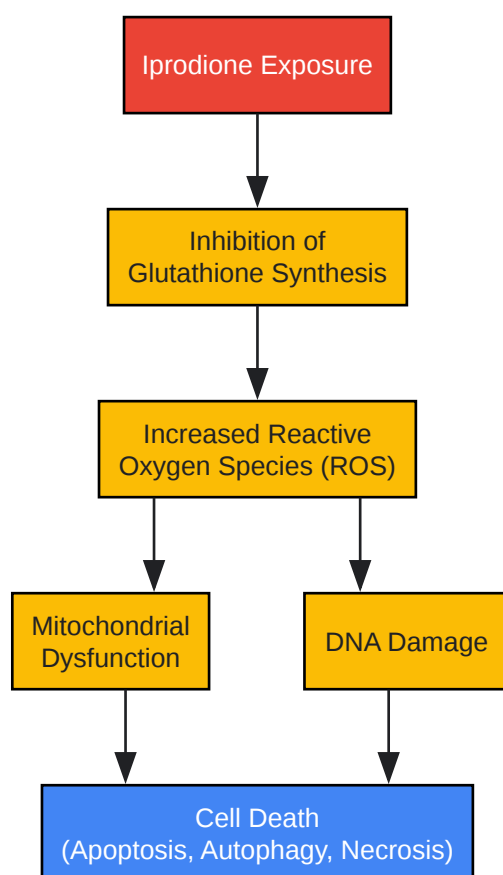 Iprodione Exposure
Inhibition of
Glutathione Synthesis
Increased Reactive
Oxygen Species (ROS)
Mitochondrial
Dysfunction
DNA Damage
Cell Death
(Apoptosis, Autophagy, Necrosis)